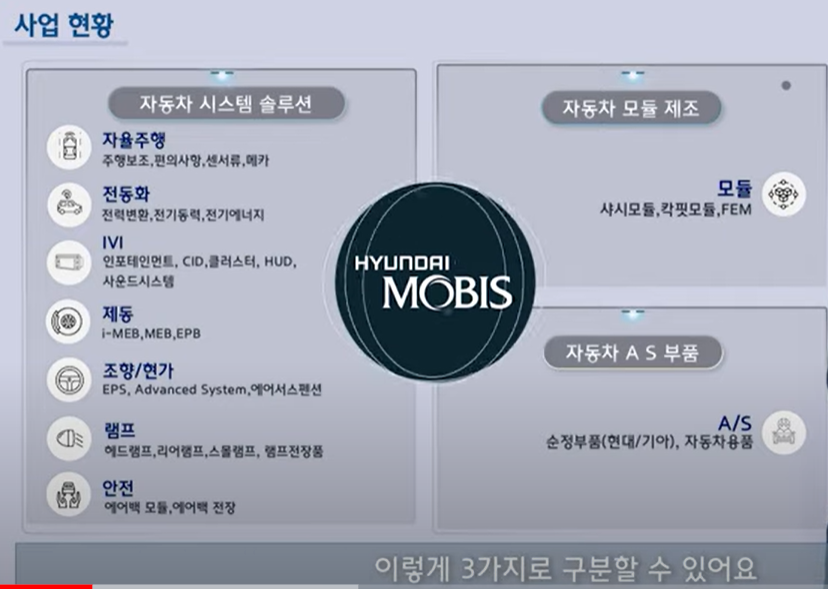 사업 현황
자동차 시스템 솔루션
자율주행
주행보조,편의사항,센서류,메카
전동화
전력변환,전기동력,전기에너지
IVI
인포테인먼트, CID,클러스터, HUD,
사운드시스템
제동
i-MEB,MEB,EPB
조향/현가
EPS, Advanced System,에어서스펜션
램프
헤드램프,리어램프,스몰램프, 램프전장품
안전
에어백 모듈,에어백 전장
HYUNDAI
MOBIS
자동차 모듈 제조
모듈
샤시모듈,칵핏모듈,FEM
자동차 A S 부품
A/S
순정부품(현대/기아), 자동차용품
이렇게 3가지로 구분할 수 있어요